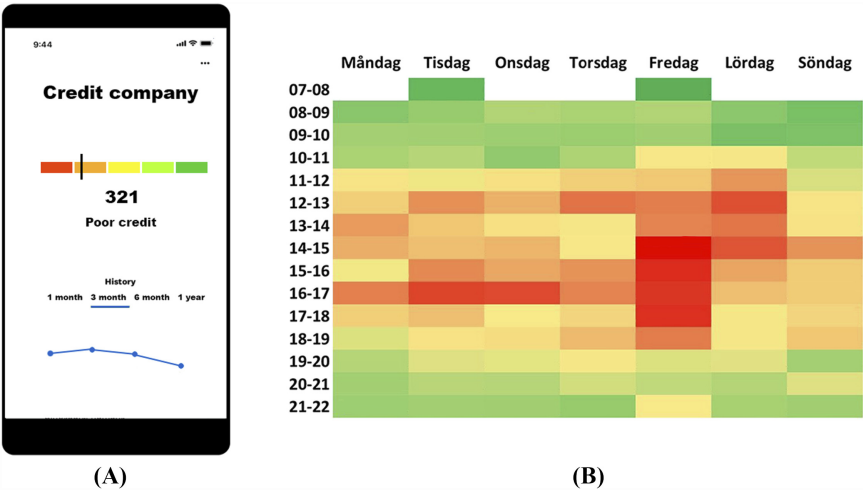 9:44
...
Credit company
321
Poor credit
History
1 month 3 month 6 month 1 year
(A)
Måndag Tisdag Onsdag Torsdag Fredag Lördag Söndag
07-08
08-09
09-10
10-11
11-12
12-13
13-14
14-15
15-16
16-17
17-18
18-19
19-20
20-21
21-22
(B)